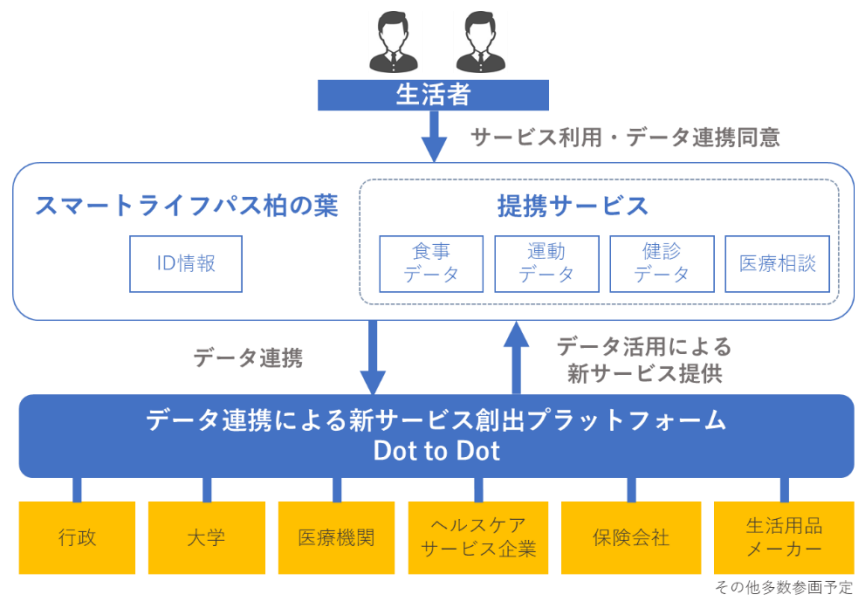 生活者
サービス利用・データ連携同意
スマートライフパス柏の葉
ID情報
提携サービス
食事
データ
運動
データ
健診
データ
医療相談
データ連携
データ活用による
新サービス提供
データ連携による新サービス創出プラットフォーム
Dot to Dot
行政
大学
医療機関
ヘルスケア
サービス企業
保険会社
生活用品
メーカー
その他多数参画予定